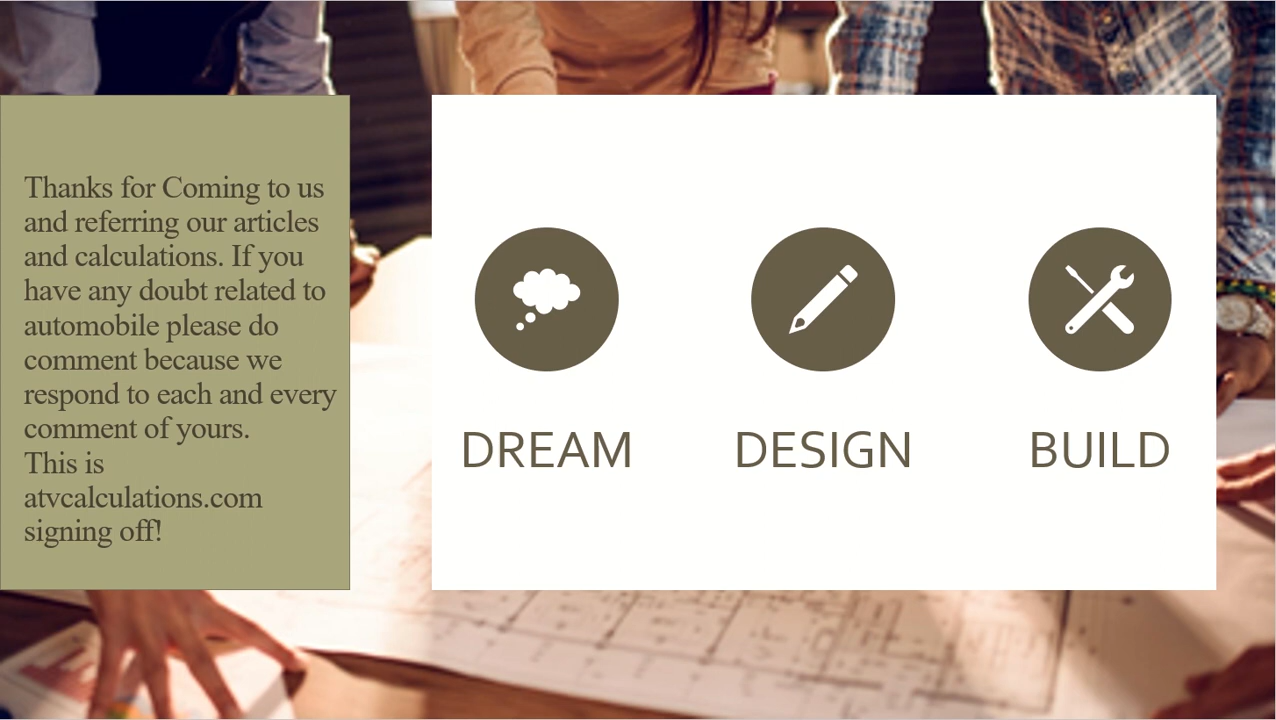 Thanks for Coming to us
and referring our articles
and calculations. If you
have any doubt related to
automobile please do
comment because we
respond to each and every
comment of yours.
This is
atvcalculations.com
signing off!
DREAM
DESIGN
BUILD